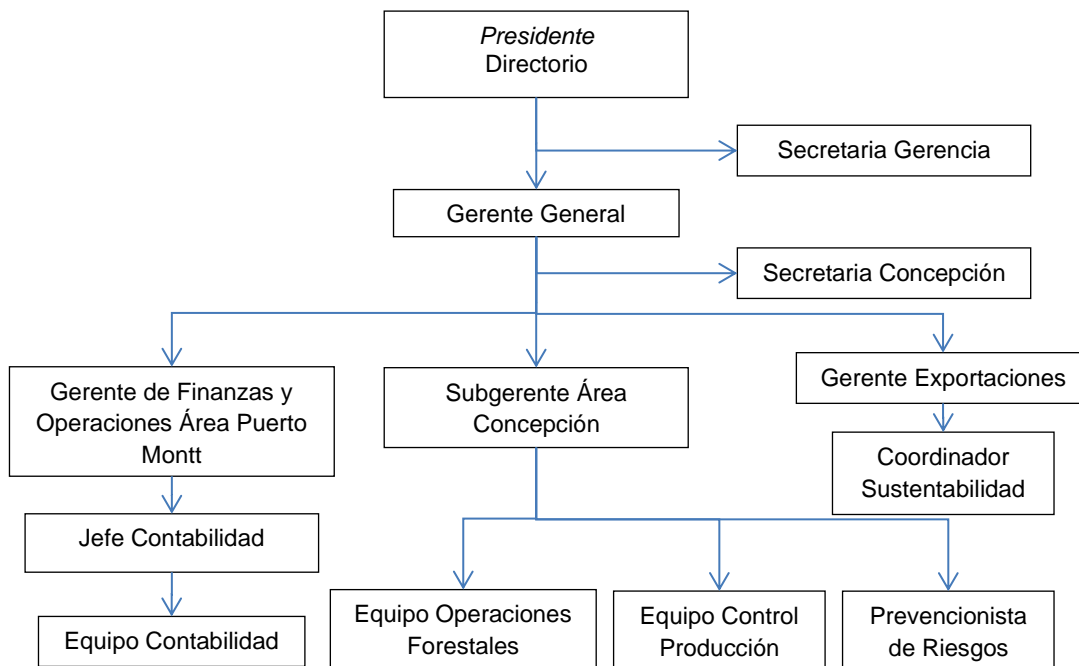 Presidente
Directorio
Secretaria Gerencia
Gerente General
Secretaria Concepción
Gerente de Finanzas y
Operaciones Área Puerto
Montt
Subgerente Área
Concepción
Gerente Exportaciones
Coordinador
Sustentabilidad
Jefe Contabilidad
Equipo Contabilidad
Equipo Operaciones
Forestales
Equipo Control
Producción
Prevencionista
de Riesgos